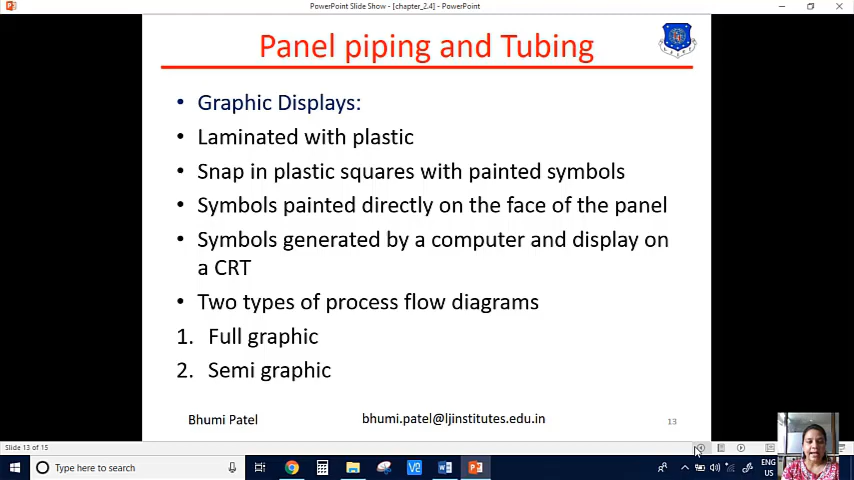 PowerPoint Slide Show - [chapter_2.4] - PowerPoint
Panel piping and Tubing
• Graphic Displays:
• Laminated with plastic
• Snap in plastic squares with painted symbols
• Symbols painted directly on the face of the panel
• Symbols generated by a computer and display on
a CRT
• Two types of process flow diagrams
1. Full graphic
2. Semi graphic
Bhumi Patel
bhumi.patel@ljinstitutes.edu.in
13
Slide 13 of 15
Type here to search
ENG
US